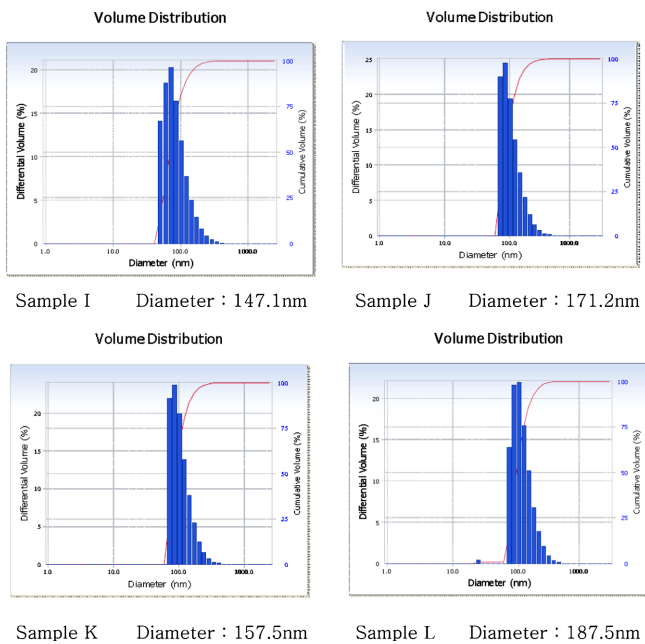 Volume Distribution
Differential Volume (%)
20
15
10
5
0
100
75
50
25
0
Cumulative Volume (%)
1.0 10.0 100.0 1000.0
Diameter (nm)
Sample I Diameter : 147.1nm
Volume Distribution
Differential Volume (%)
25
20
15
10
5
0
100
75
50
25
0
Cumulative Volume (%)
1.0 10.0 100.0 1000.0
Diameter (nm)
Sample J Diameter : 171.2nm
Volume Distribution
Differential Volume (%)
20
15
10
5
0
100
75
50
25
0
Cumulative Volume (%)
1.0 10.0 100.0 1000.0
Diameter (nm)
Sample K Diameter : 157.5nm
Volume Distribution
Differential Volume (%)
20
15
10
5
0
100
75
50
25
0
Cumulative Volume (%)
1.0 10.0 100.0 1000.0
Diameter (nm)
Sample L Diameter : 187.5nm